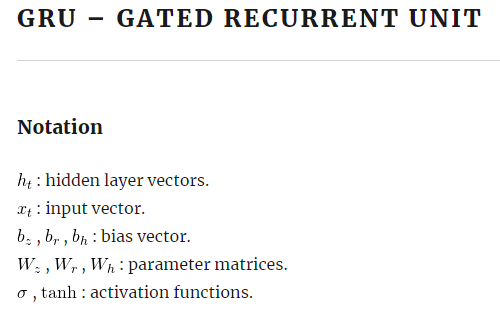 GRU – GATED RECURRENT UNIT
Notation
h_t : hidden layer vectors.
x_t : input vector.
b_z , b_r , b_h : bias vector.
W_z , W_r , W_h : parameter matrices.
σ , tanh : activation functions.